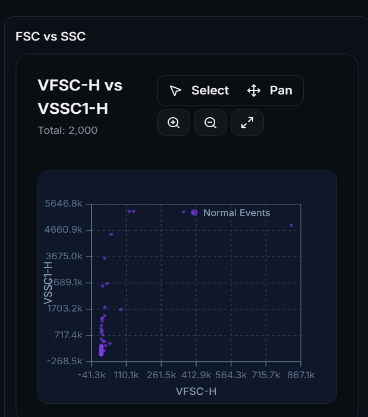 FSC vs SSC
VFSC-H vs
VSSC1-H
Total: 2,000
Select
Pan
Normal Events
5646.8k
4660.9k
3675.0k
2689.1k
1703.2k
717.4k
-268.5k
VSSC1-H
-41.3k 110.1k 261.5k 412.9k 564.3k 715.7k 867.1k
VFSC-H